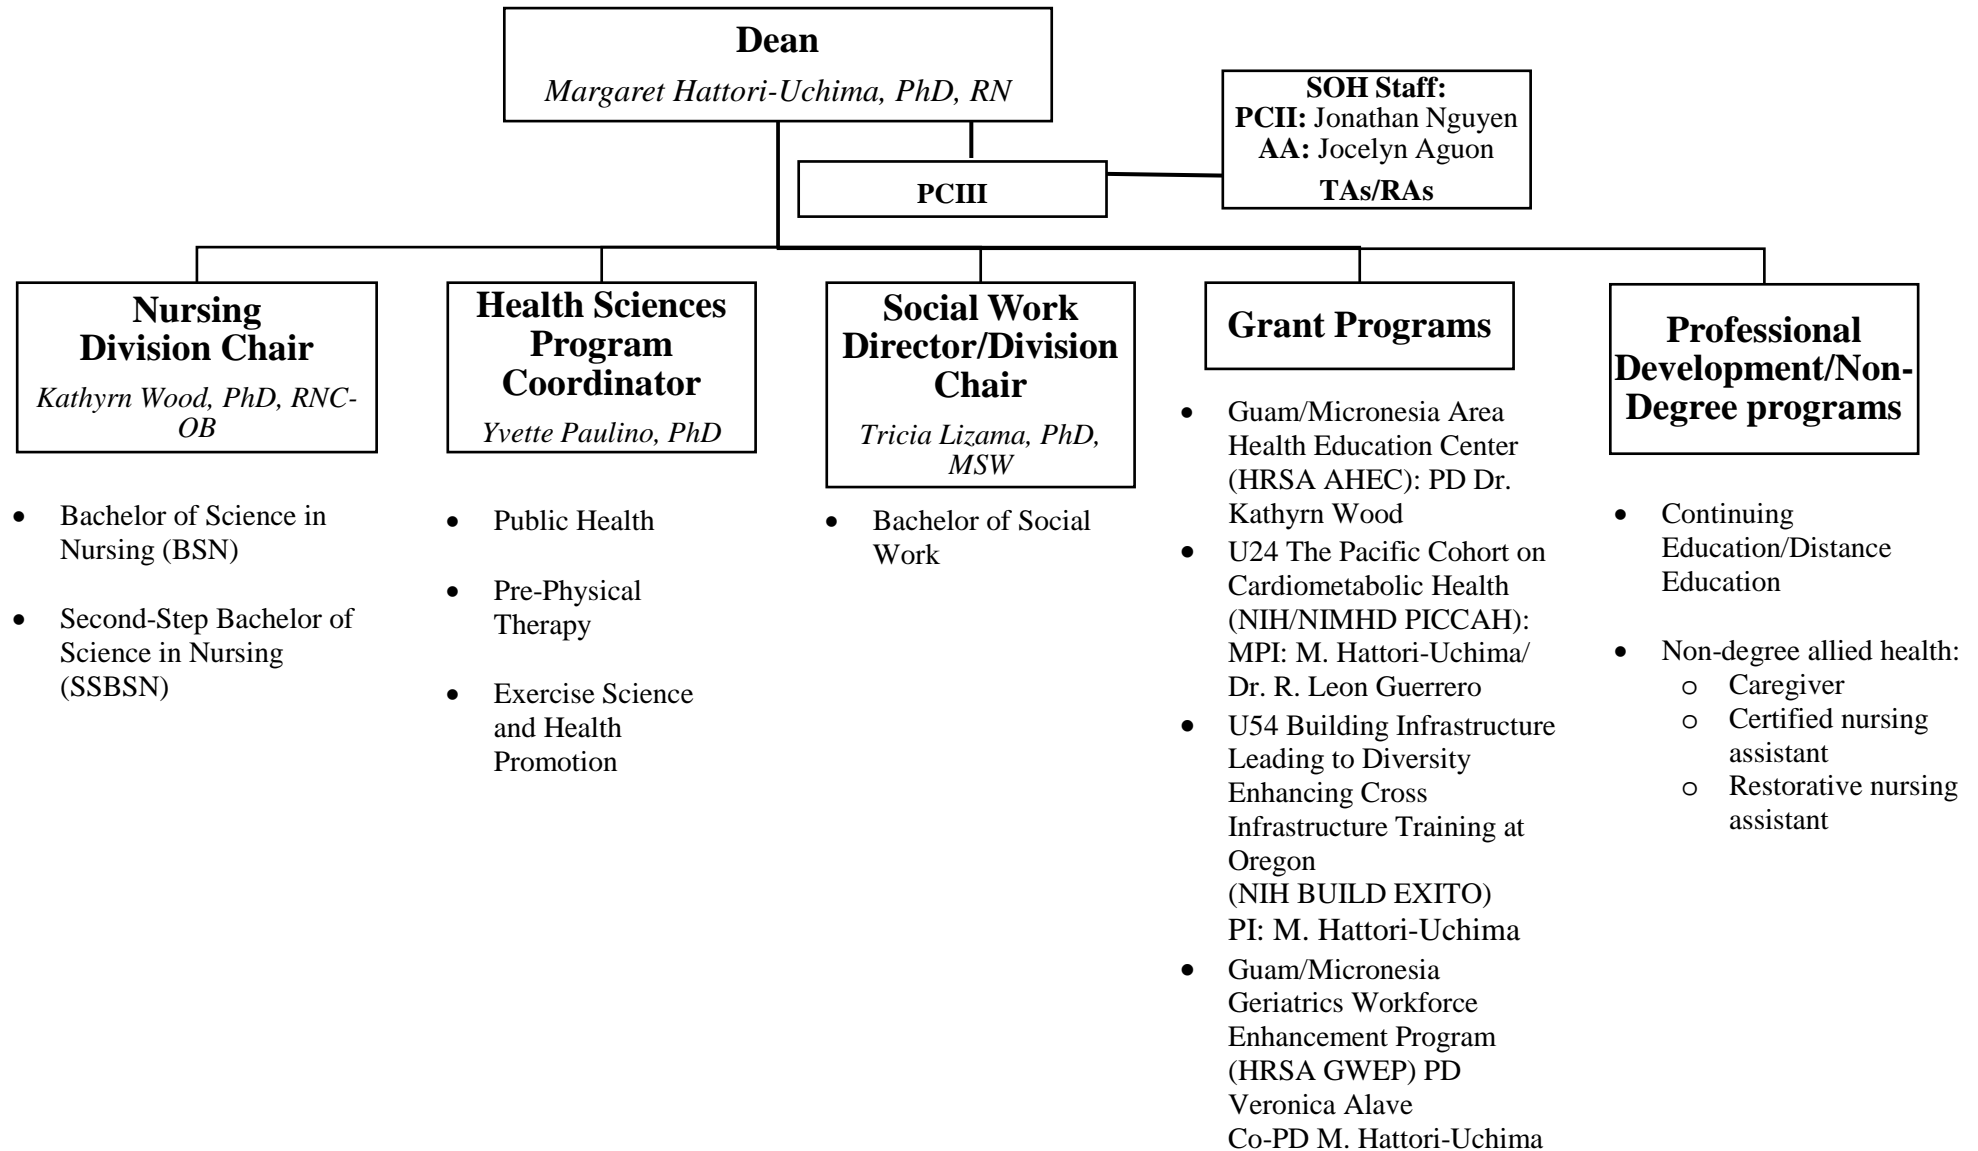 Dean
Margaret Hattori-Uchima, PhD, RN
SOH Staff:
PCII: Jonathan Nguyen
AA: Jocelyn Aguon
TAs/RAs
PCIII
Nursing
Division Chair
Kathyrn Wood, PhD, RNC-
OB
• Bachelor of Science in
Nursing (BSN)
• Second-Step Bachelor of
Science in Nursing
(SSBSN)
Health Sciences
Program
Coordinator
Yvette Paulino, PhD
• Public Health
• Pre-Physical
Therapy
• Exercise Science
and Health
Promotion
Social Work
Director/Division
Chair
Tricia Lizama, PhD,
MSW
• Bachelor of Social
Work
Grant Programs
• Guam/Micronesia Area
Health Education Center
(HRSA AHEC): PD Dr.
Kathyrn Wood
• U24 The Pacific Cohort on
Cardiometabolic Health
(NIH/NIMHD PICCAH):
MPI: M. Hattori-Uchima/
Dr. R. Leon Guerrero
• U54 Building Infrastructure
Leading to Diversity
Enhancing Cross
Infrastructure Training at
Oregon
(NIH BUILD EXITO)
PI: M. Hattori-Uchima
• Guam/Micronesia
Geriatrics Workforce
Enhancement Program
(HRSA GWEP) PD
Veronica Alave
Co-PD M. Hattori-Uchima
Professional
Development/Non-
Degree programs
• Continuing
Education/Distance
Education
• Non-degree allied health:
o Caregiver
o Certified nursing
assistant
o Restorative nursing
assistant